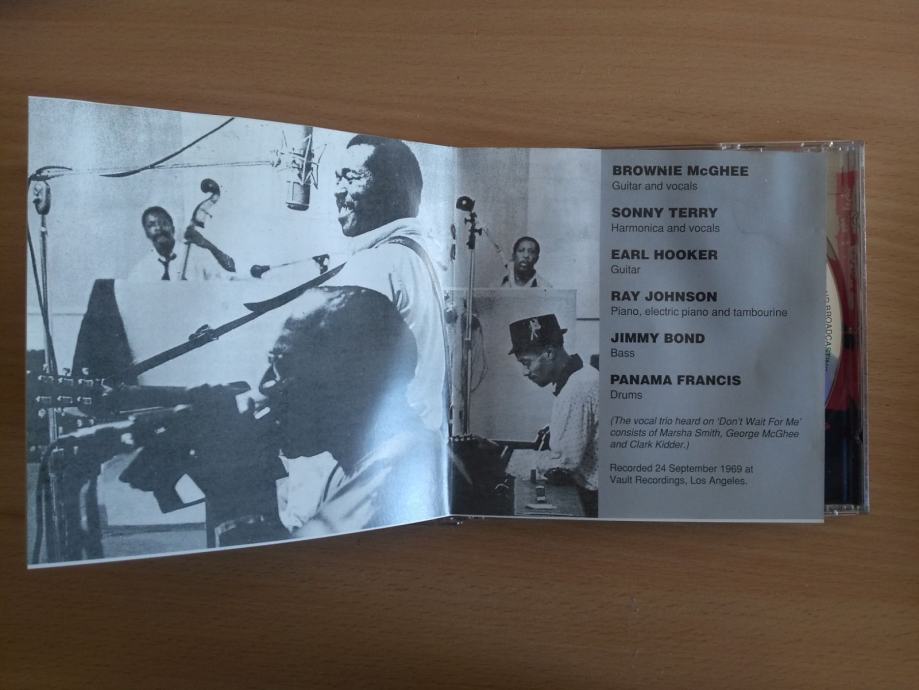 BROWNIE McGHEE
Guitar and vocals
SONNY TERRY
Harmonica and vocals
EARL HOOKER
Guitar
RAY JOHNSON
Piano, electric piano and tambourine
JIMMY BOND
Bass
PANAMA FRANCIS
Drums
(The vocal trio heard on 'Don't Wait For Me'
consists of Marsha Smith, George McGhee
and Clark Kidder.)
Recorded 24 September 1969 at
Vault Recordings, Los Angeles.